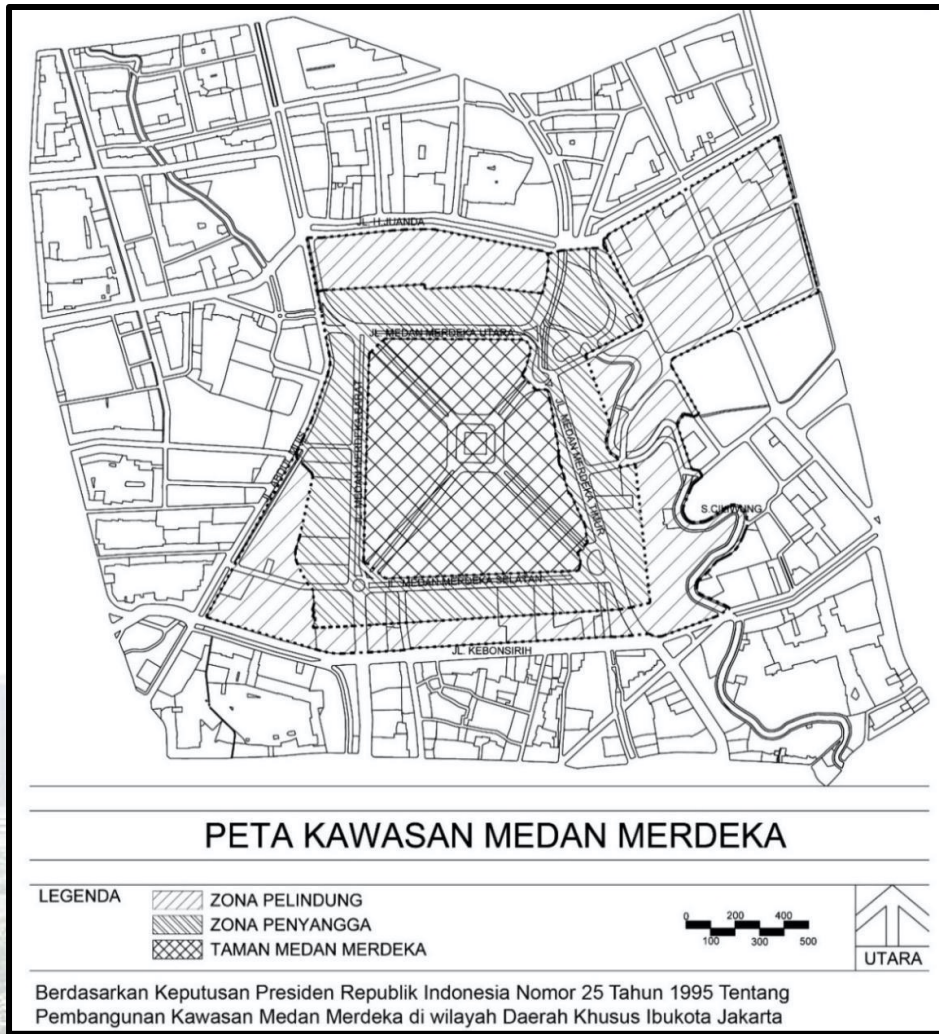 JL. H.JUANDA
JL. MEDAN MERDEKA UTARA
JL. MEDAN MERDEKA BARAT
JL. MEDAN MERDEKA TIMUR
S.CILIWUNG
JL. MEDAN MERDEKA SELATAN
JL. KEBONSIRIH
PETA KAWASAN MEDAN MERDEKA
LEGENDA
ZONA PELINDUNG
ZONA PENYANGGA
TAMAN MEDAN MERDEKA
0 200 400
100 300 500
UTARA
Berdasarkan Keputusan Presiden Republik Indonesia Nomor 25 Tahun 1995 Tentang
Pembangunan Kawasan Medan Merdeka di wilayah Daerah Khusus Ibukota Jakarta